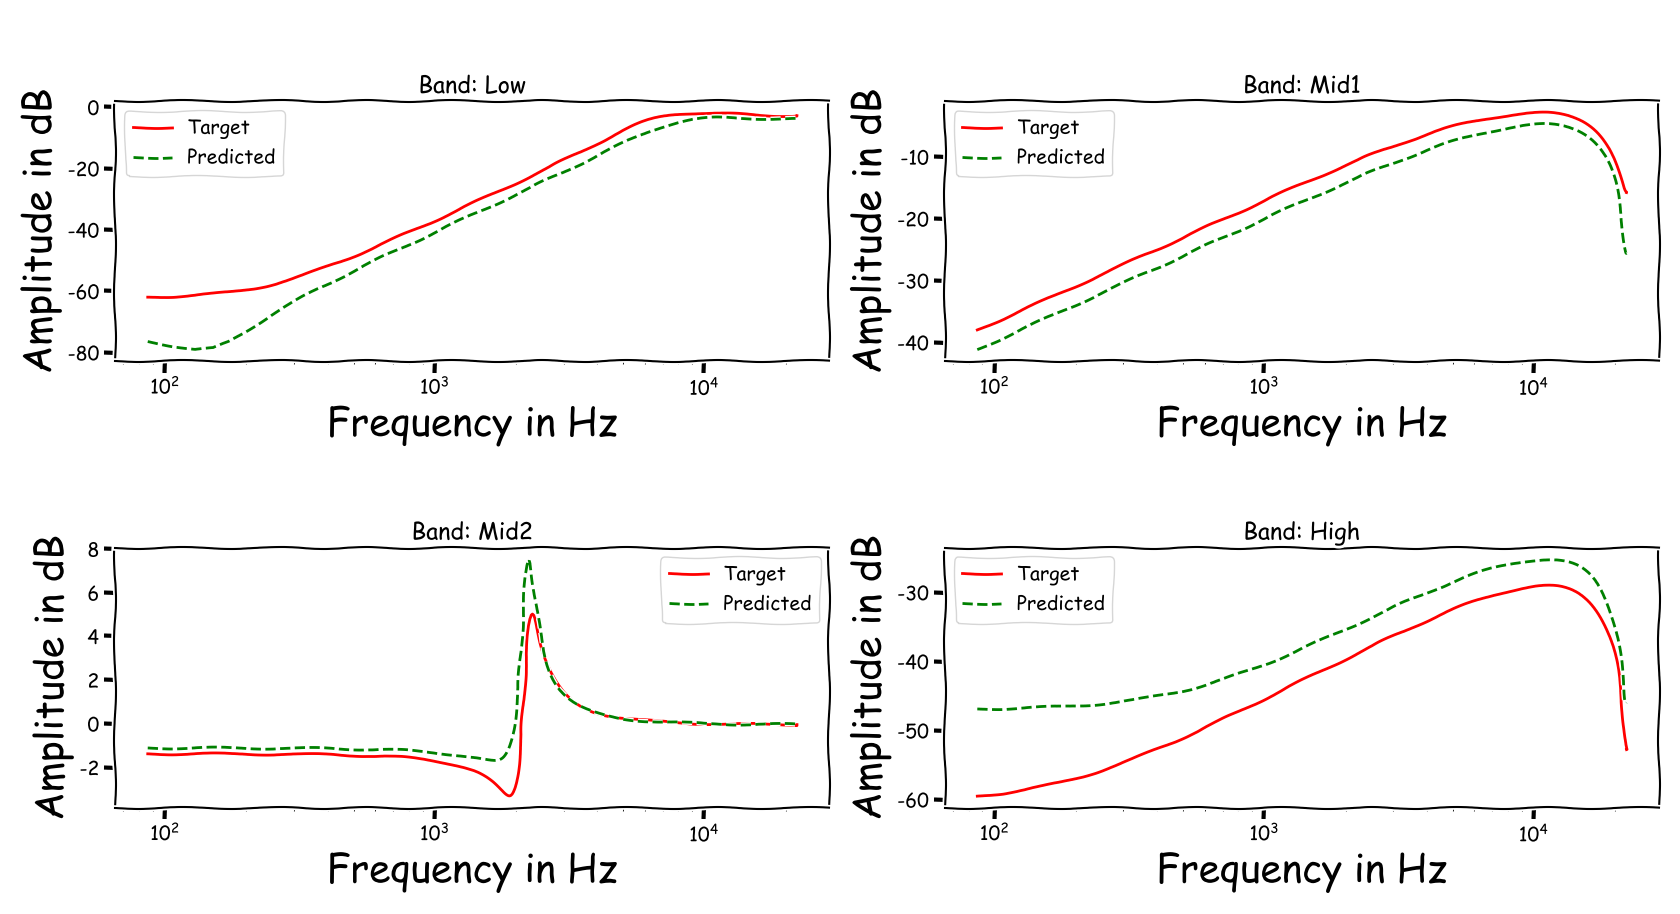 Band: Low
Amplitude in dB
0
-20
-40
-60
-80
Target
Predicted
10²
10³
10⁴
Frequency in Hz
Band: Mid1
Amplitude in dB
-10
-20
-30
-40
Target
Predicted
10²
10³
10⁴
Frequency in Hz
Band: Mid2
Amplitude in dB
8
6
4
2
0
-2
Target
Predicted
10²
10³
10⁴
Frequency in Hz
Band: High
Amplitude in dB
-30
-40
-50
-60
Target
Predicted
10²
10³
10⁴
Frequency in Hz